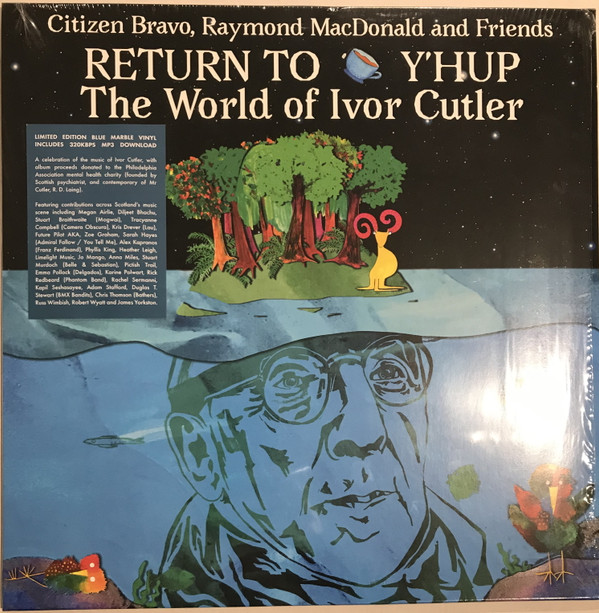 Citizen Bravo, Raymond MacDonald and Friends
RETURN TO Y'HUP
The World of Ivor Cutler
LIMITED EDITION BLUE MARBLE VINYL
INCLUDES 320KBPS MP3 DOWNLOAD
A celebration of the music of Ivor Cutler, with
album proceeds donated to the Philadelphia
Association mental health charity (founded by
Scottish psychiatrist, and contemporary of Mr
Cutler, R. D. Laing).
Featuring contributions across Scotland's music
scene including Megan Airlie, Diljeet Bhachu,
Stuart Braithwaite (Mogwai), Tracyanne
Campbell (Camera Obscura), Kris Drever (Lau),
Future Pilot AKA, Zoe Graham, Sarah Hayes
(Admiral Fallow / You Tell Me), Alex Kapranos
(Franz Ferdinand), Phyllis King, Heather Leigh,
Limelight Music, Jo Mango, Anna Miles, Stuart
Murdoch (Belle & Sebastian), Pictish Trail,
Emma Pollock (Delgados), Karine Polwart, Rick
Redbeard (Phantom Band), Rachel Sermanni,
Kapil Seshasayee, Adam Stafford, Duglas T.
Stewart (BMX Bandits), Chris Thomson (Bathers),
Russ Wimbish, Robert Wyatt and James Yorkston.